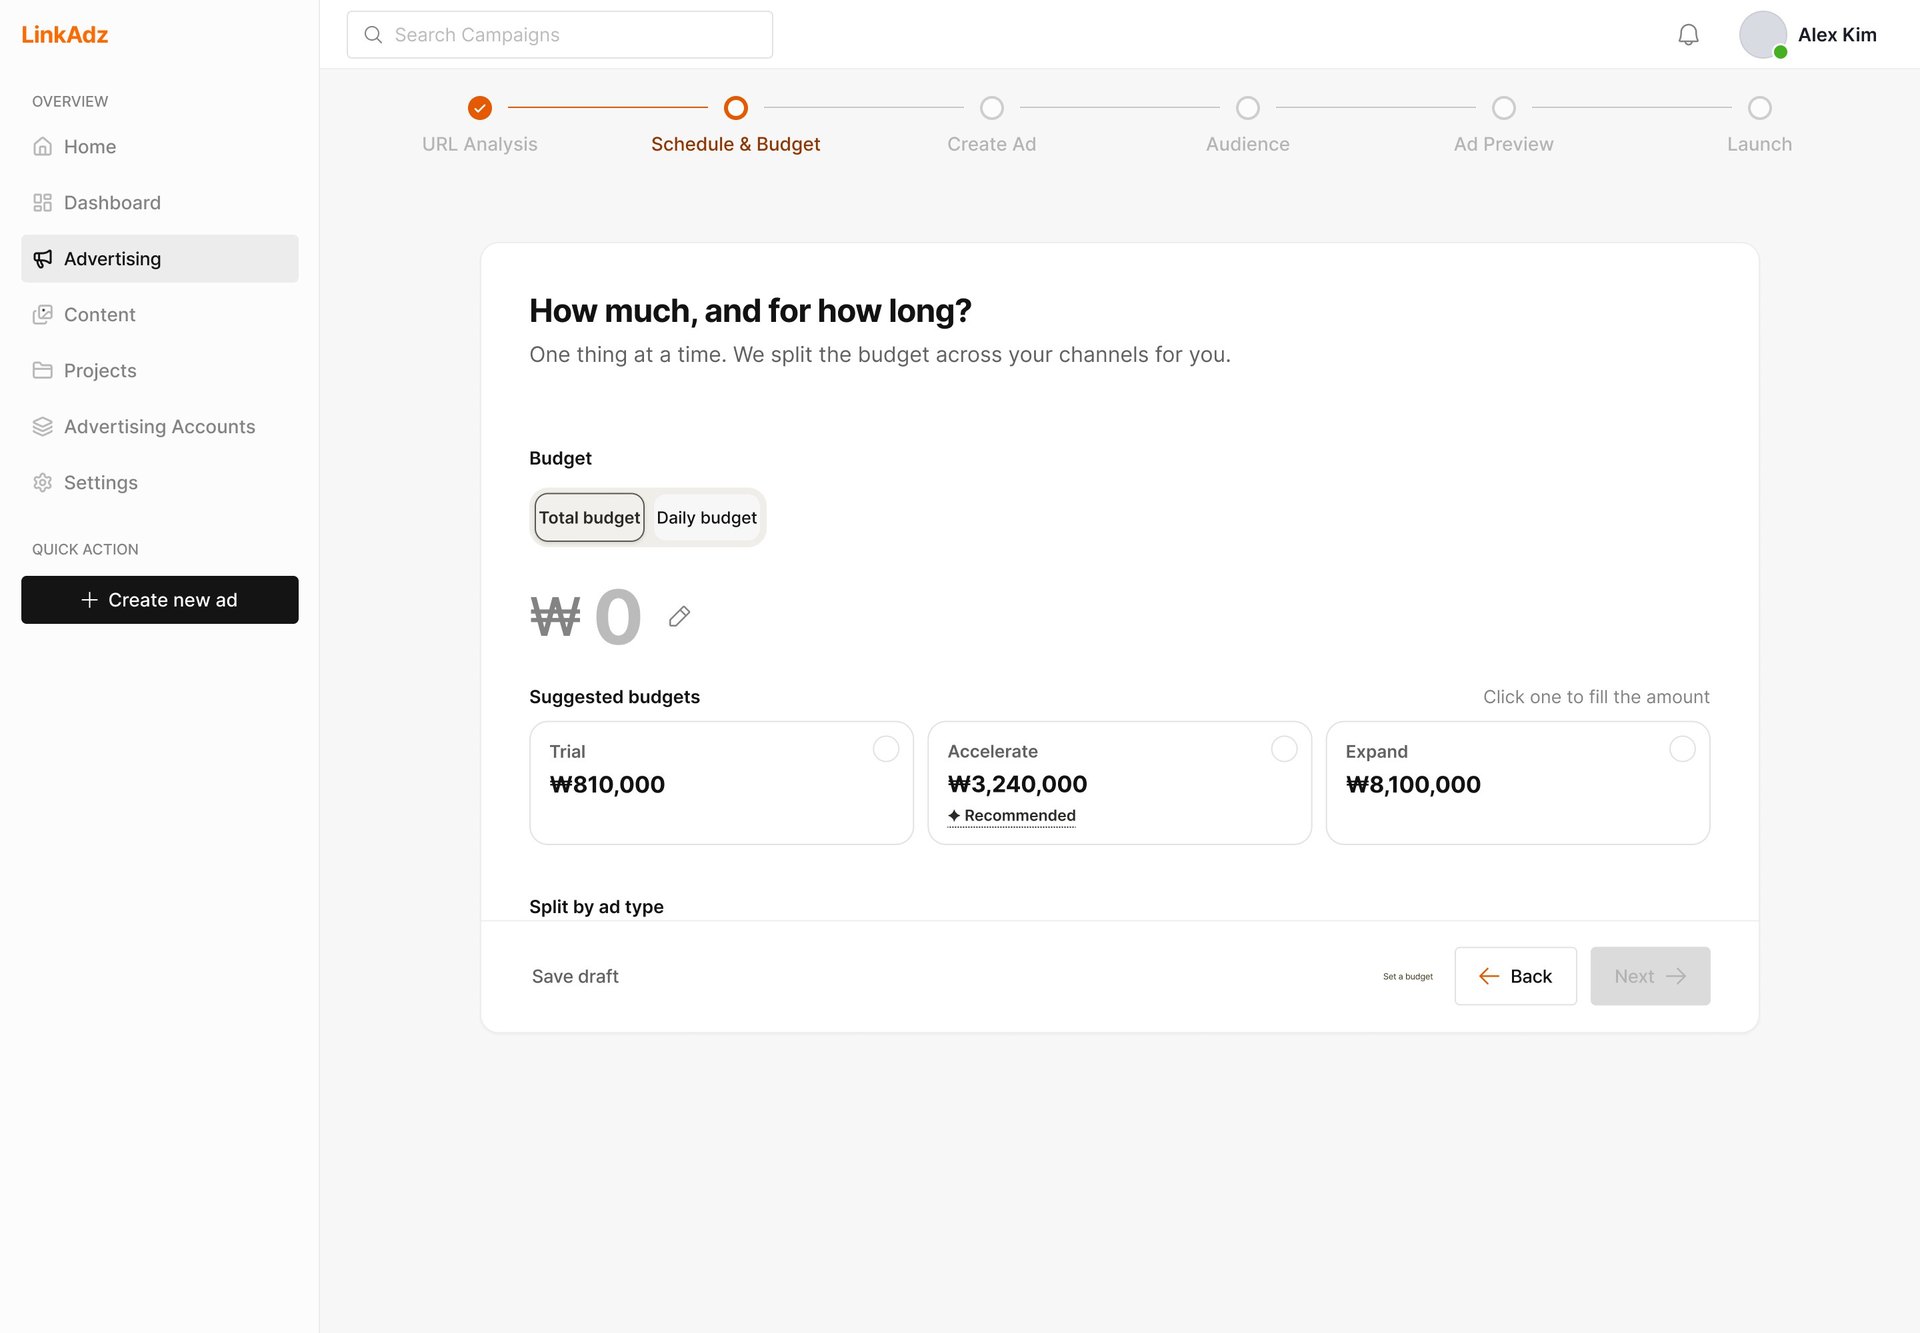 LinkAdz
Search Campaigns
Alex Kim
OVERVIEW
Home
Dashboard
Advertising
Content
Projects
Advertising Accounts
Settings
QUICK ACTION
Create new ad
URL Analysis
Schedule & Budget
Create Ad
Audience
Ad Preview
Launch
How much, and for how long?
One thing at a time. We split the budget across your channels for you.
Budget
Total budget
Daily budget
₩ 0
Suggested budgets
Click one to fill the amount
Trial
₩810,000
Accelerate
₩3,240,000
Recommended
Expand
₩8,100,000
Split by ad type
Save draft
Set a budget
Back
Next